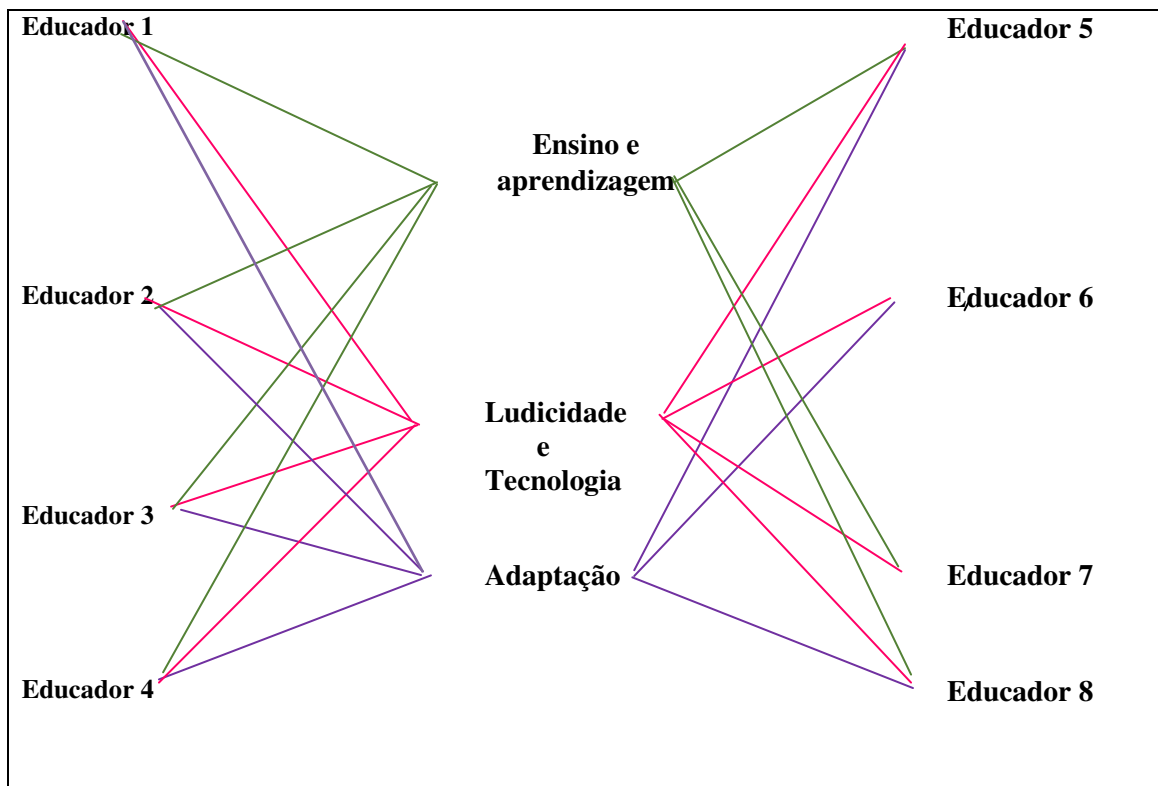 Educador 1
Educador 5
Ensino e
aprendizagem
Educador 2
Educador 6
Ludicidade
e
Tecnologia
Educador 3
Adaptação
Educador 7
Educador 4
Educador 8